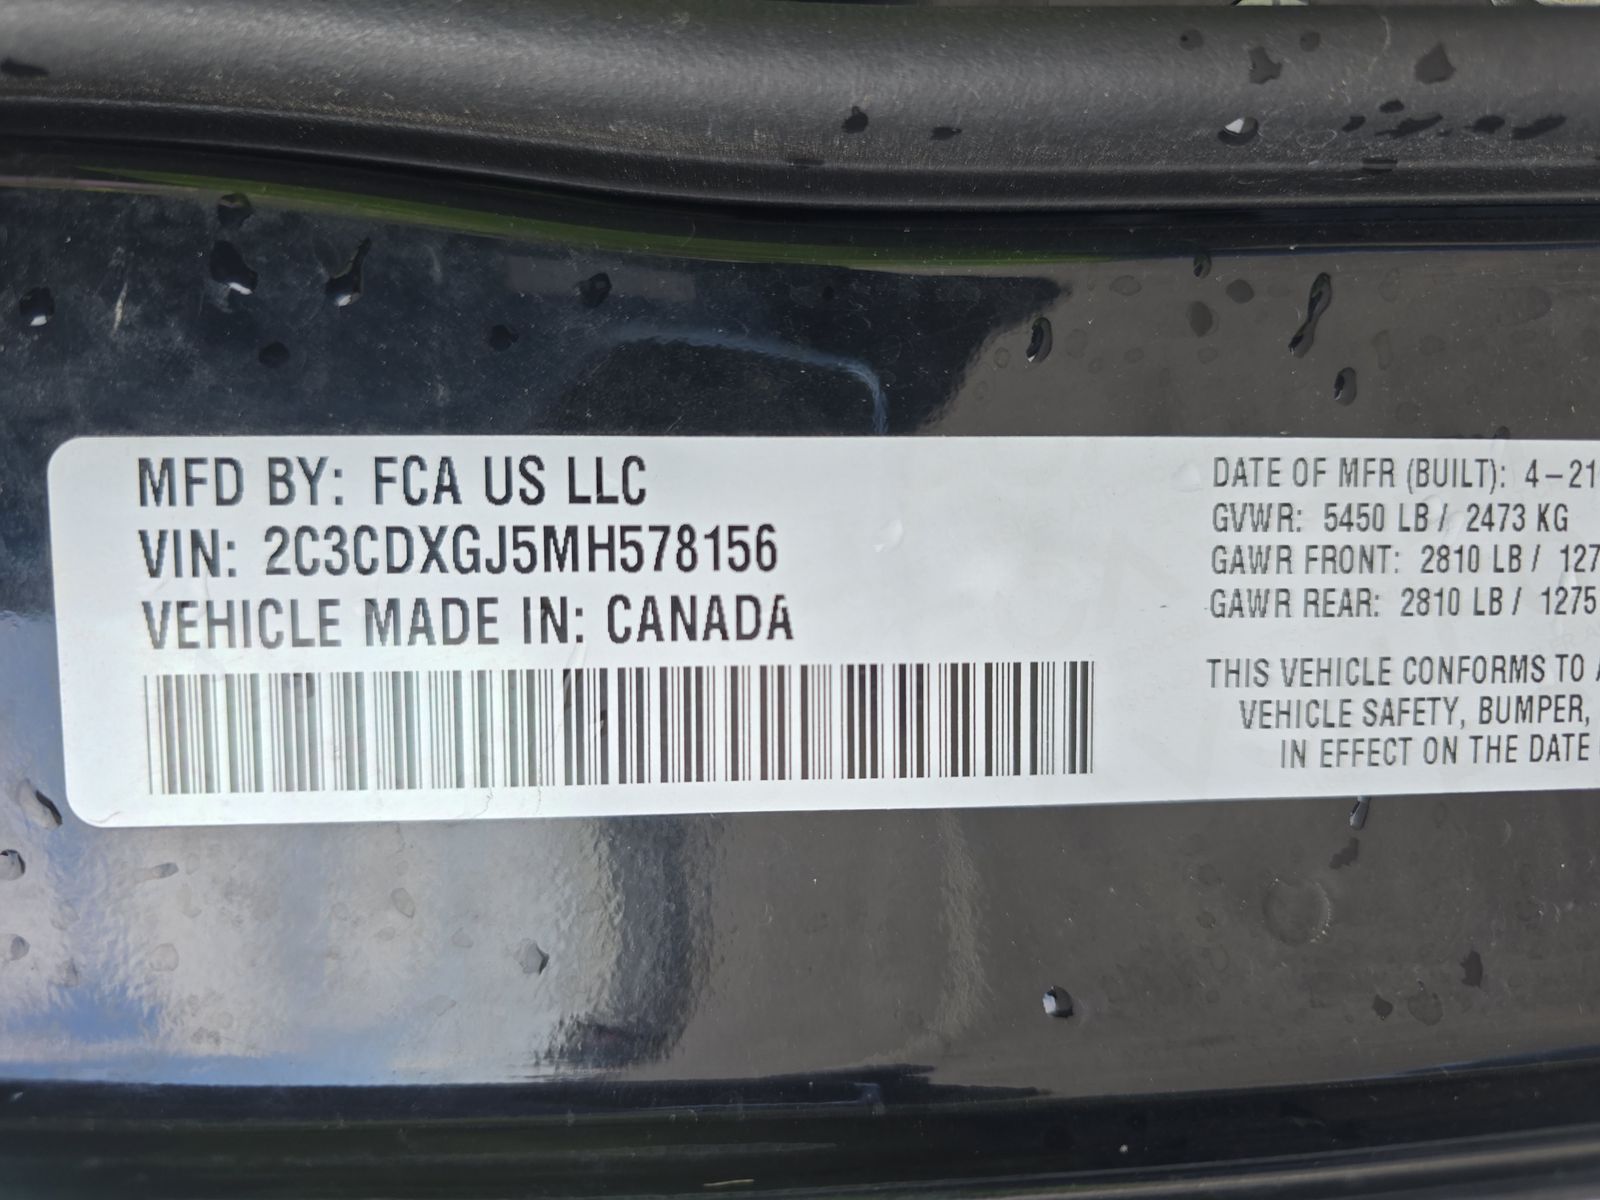 MFD BY: FCA US LLC
VIN: 2C3CDXGJ5MH578156
VEHICLE MADE IN: CANADA
DATE OF MFR (BUILT): 4-21
GVWR: 5450 LB / 2473 KG
GAWR FRONT: 2810 LB / 127
GAWR REAR: 2810 LB / 1275
THIS VEHICLE CONFORMS TO A
VEHICLE SAFETY, BUMPER,
IN EFFECT ON THE DATE